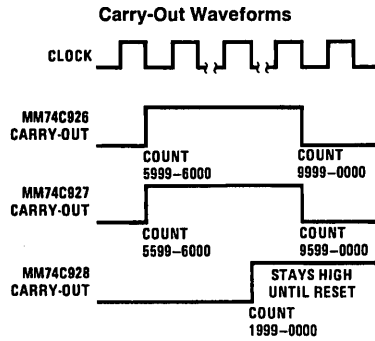 Carry-Out Waveforms
CLOCK
MM74C926
CARRY-OUT
COUNT
5999–6000
COUNT
9999–0000
MM74C927
CARRY-OUT
COUNT
5599–6000
COUNT
9599–0000
MM74C928
CARRY-OUT
STAYS HIGH
UNTIL RESET
COUNT
1999–0000